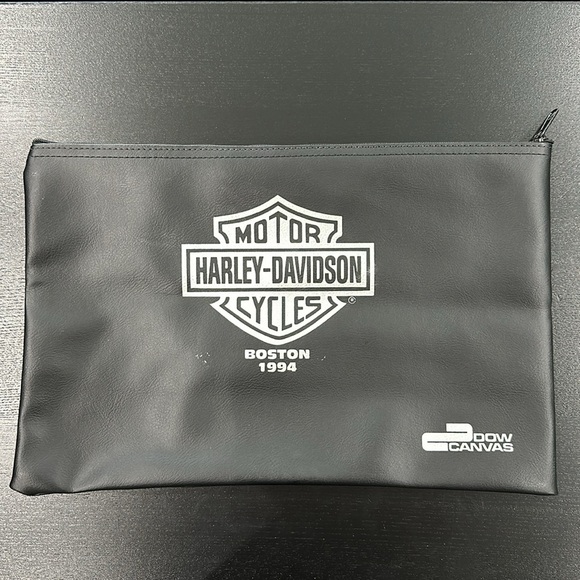 MOTOR
HARLEY-DAVIDSON
CYCLES®
BOSTON
1994
DOW
CANVAS